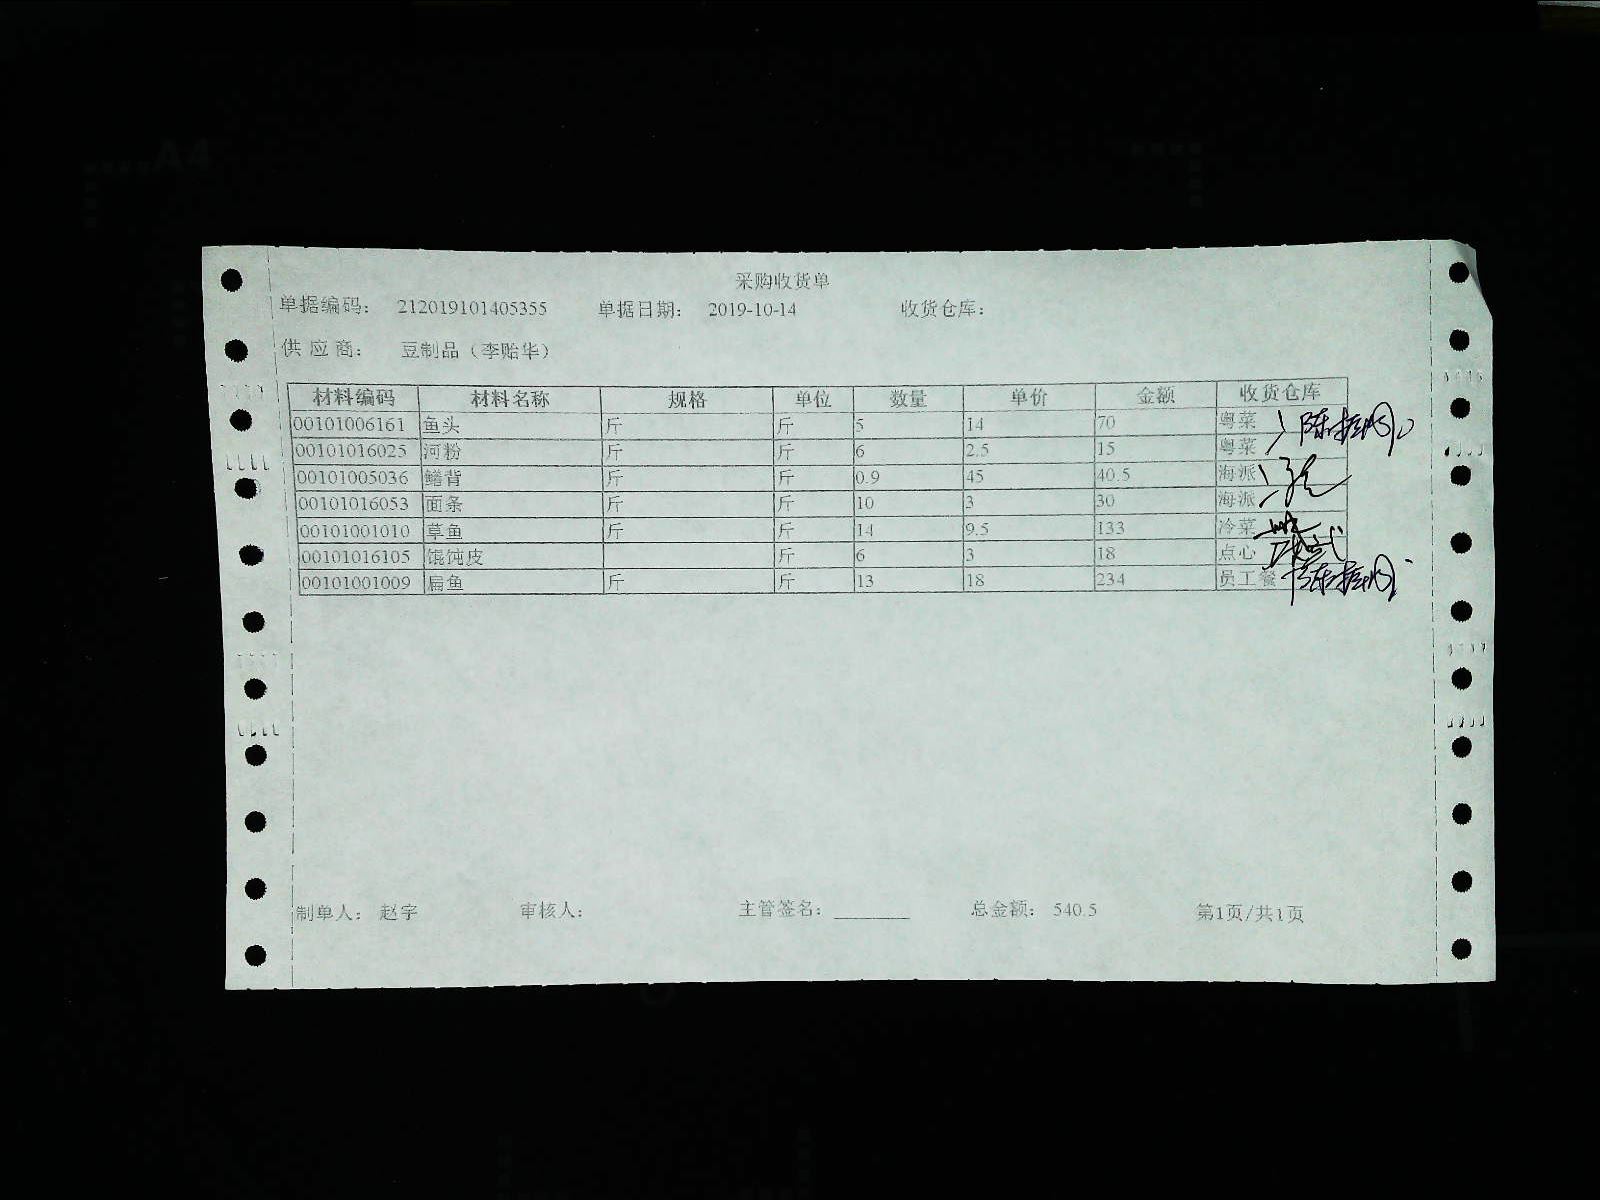 A4
采购收货单
单据编码： 212019101405355 单据日期： 2019-10-14 收货仓库：
供应商： 豆制品（李贻华）
材料编码 材料名称 规格 单位 数量 单价 金额 收货仓库
00101006161 鱼头 斤 斤 5 14 70 粤菜
00101016025 河粉 斤 斤 6 2.5 15 粤菜
00101005036 鳝背 斤 斤 0.9 45 40.5 海派
00101016053 面条 斤 斤 10 3 30 海派
00101001010 草鱼 斤 斤 14 9.5 133 冷菜
00101016105 馄饨皮 斤 6 3 18 点心
00101001009 扁鱼 斤 斤 13 18 234 员工餐
制单人： 赵宇 审核人： 主管签名： 总金额： 540.5 第1页/共1页